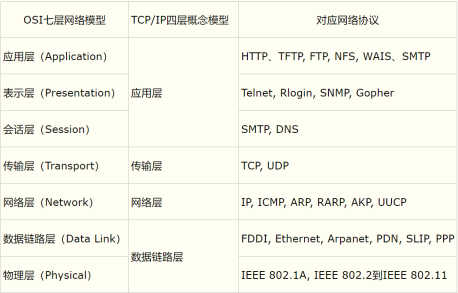 OSI七层网络模型 TCP/IP四层概念模型 对应网络协议
应用层（Application） HTTP、TFTP, FTP, NFS, WAIS、SMTP
表示层（Presentation） 应用层 Telnet, Rlogin, SNMP, Gopher
会话层（Session） SMTP, DNS
传输层（Transport） 传输层 TCP, UDP
网络层（Network） 网络层 IP, ICMP, ARP, RARP, AKP, UUCP
数据链路层（Data Link） FDDI, Ethernet, Arpanet, PDN, SLIP, PPP
数据链路层
物理层（Physical） IEEE 802.1A, IEEE 802.2到IEEE 802.11